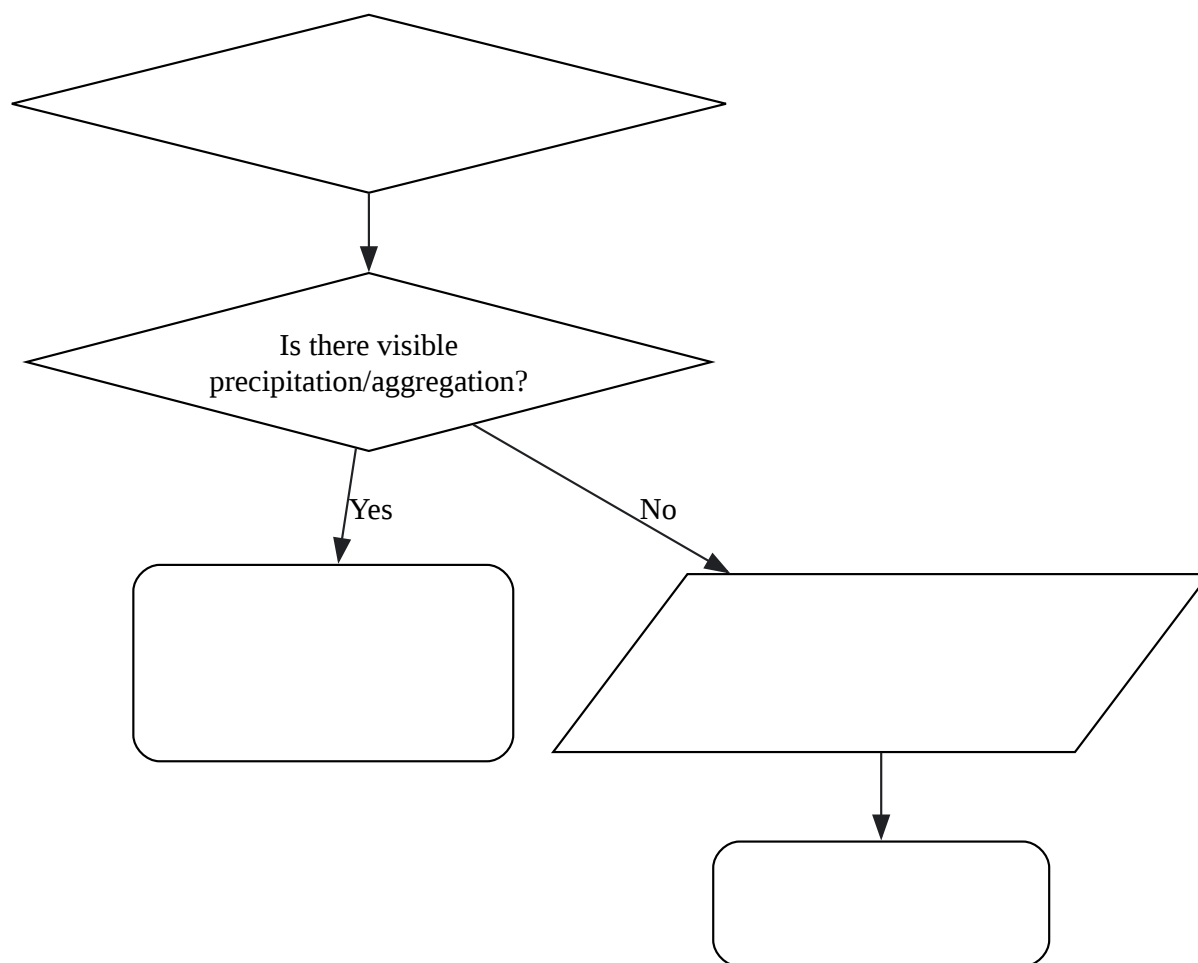 Is there visible
precipitation/aggregation?
Yes
No